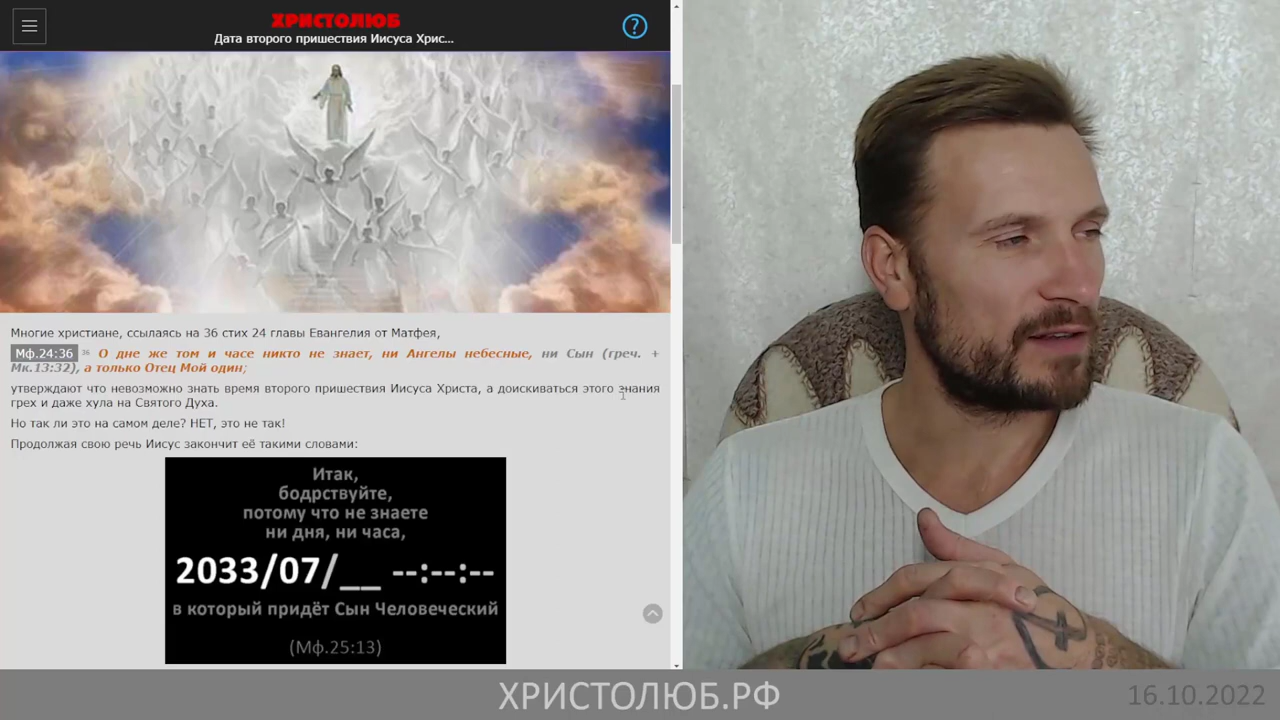 ХРИСТОЛЮБ
Дата второго пришествия Иисуса Хрис...
?
Многие христиане, ссылаясь на 36 стих 24 главы Евангелия от Матфея,
Мф.24:36 36 О дне же том и часе никто не знает, ни Ангелы небесные, ни Сын (греч. +
Мк.13:32), а только Отец Мой один;
утверждают что невозможно знать время второго пришествия Иисуса Христа, а доискиваться этого знания
грех и даже хула на Святого Духа.
Но так ли это на самом деле? НЕТ, это не так!
Продолжая свою речь Иисус закончит её такими словами:
Итак,
бодрствуйте,
потому что не знаете
ни дня, ни часа,
2033/07/__ --:--:--
в который придёт Сын Человеческий
(Мф.25:13)
ХРИСТОЛЮБ.РФ
16.10.2022